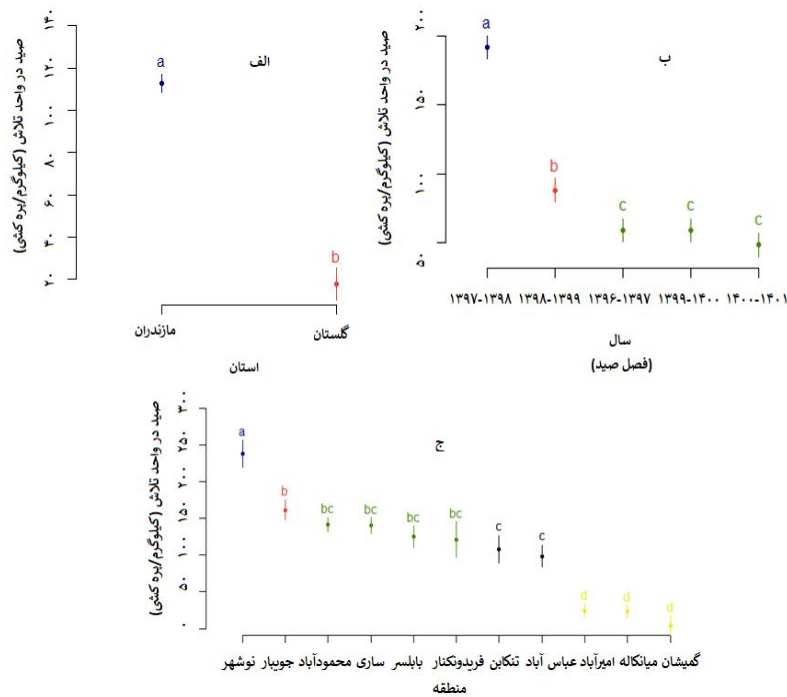 صید در واحد تلاش (کیلوگرم/پره کشی)
۱۴۰
۱۲۰
۱۰۰
۸۰
۶۰
۴۰
۲۰
الف
a
b
مازندران
گلستان
استان
صید در واحد تلاش (کیلوگرم/پره کشی)
۲۰۰
۱۵۰
۱۰۰
۵۰
ب
a
b
c
c
c
۱۳۹۷-۱۳۹۸ ۱۳۹۸-۱۳۹۹ ۱۳۹۶-۱۳۹۷ ۱۳۹۹-۱۴۰۰ ۱۴۰۰-۱۴۰۱
سال
(فصل صید)
صید در واحد تلاش (کیلوگرم/پره کشی)
۳۰۰
۲۵۰
۲۰۰
۱۵۰
۱۰۰
۵۰
۰
ج
a
b
bc
bc
bc
bc
c
c
d
d
d
گمیشان میانکاله امیرآباد عباس آباد تنکابن فریدونکنار بابلسر ساری محمودآباد جویبار نوشهر
منطقه